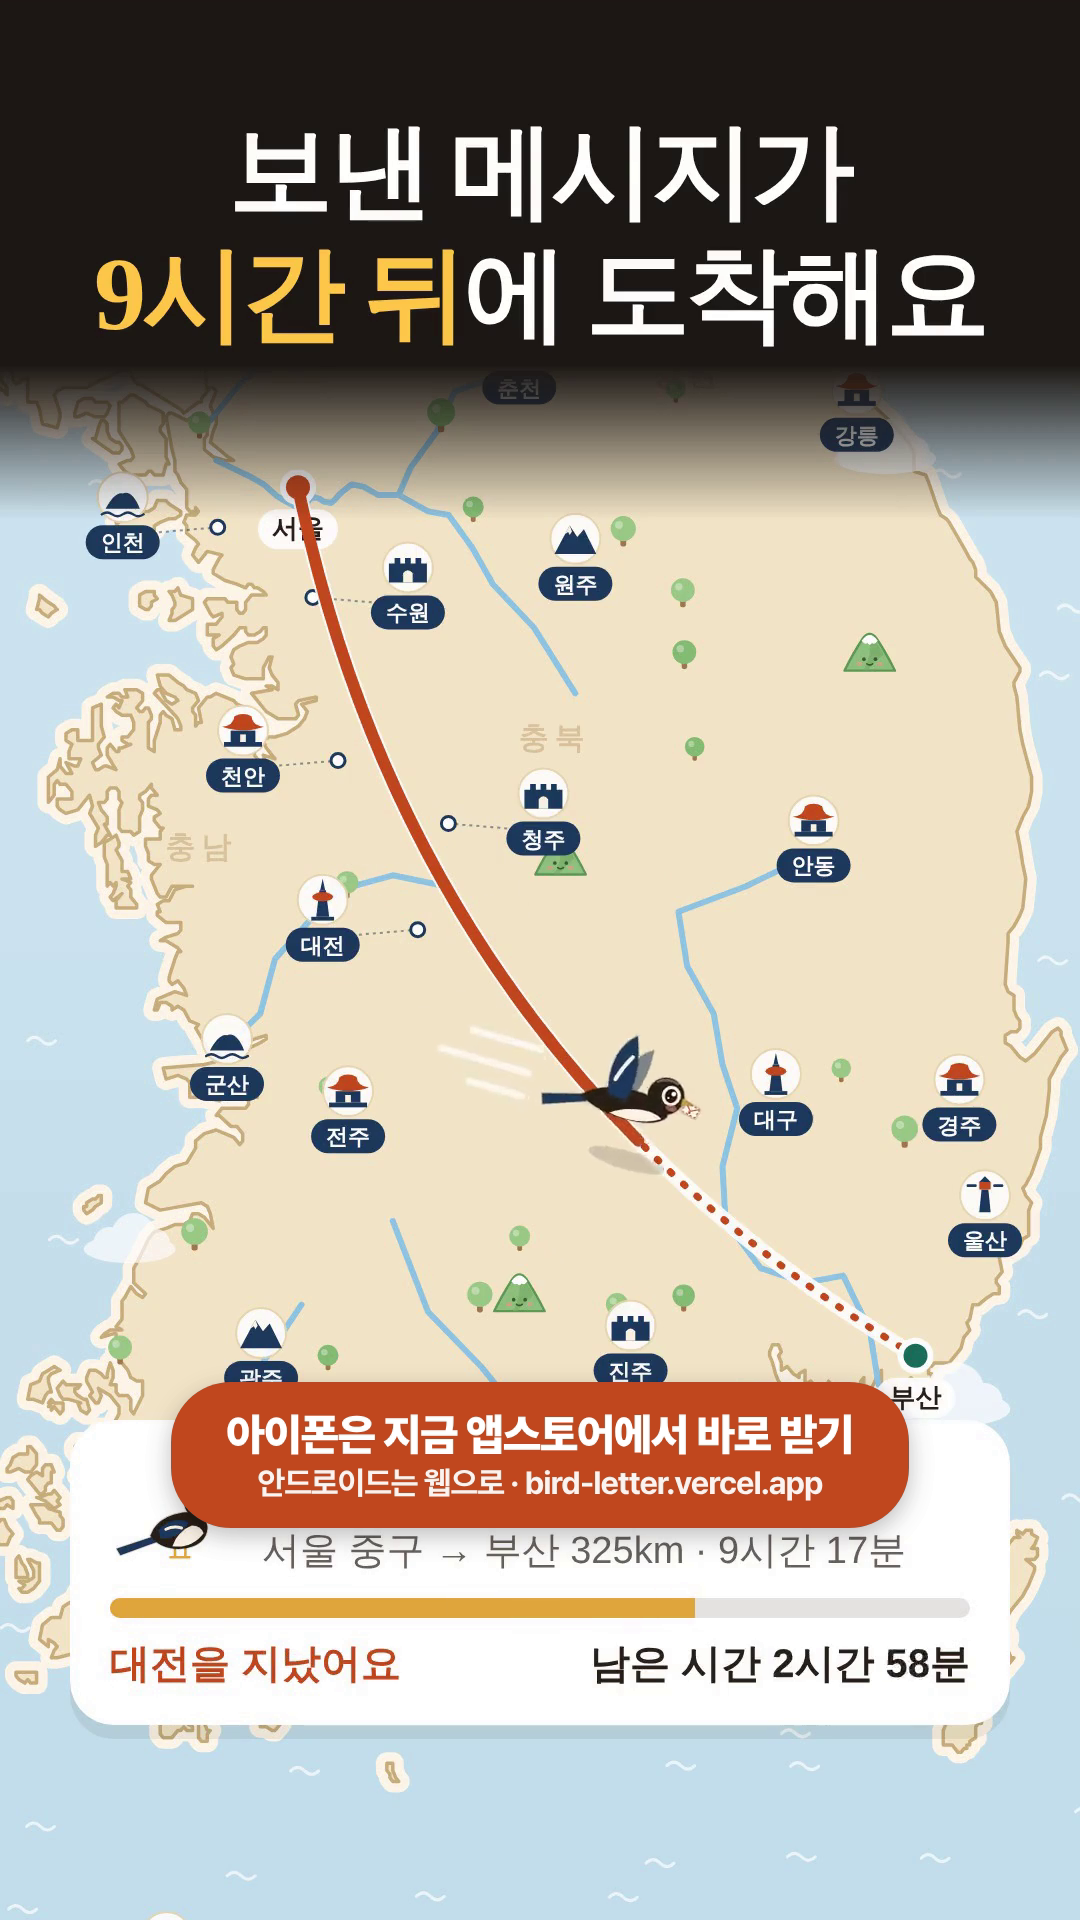 보낸 메시지가
9시간 뒤에 도착해요
춘천
강릉
인천
서울
수원
원주
충북
천안
청주
충남
안동
대전
군산
전주
대구
경주
울산
광주
진주
부산
아이폰은 지금 앱스토어에서 바로 받기
안드로이드는 웹으로 · bird-letter.vercel.app
서울 중구 → 부산 325km · 9시간 17분
대전을 지났어요
남은 시간 2시간 58분